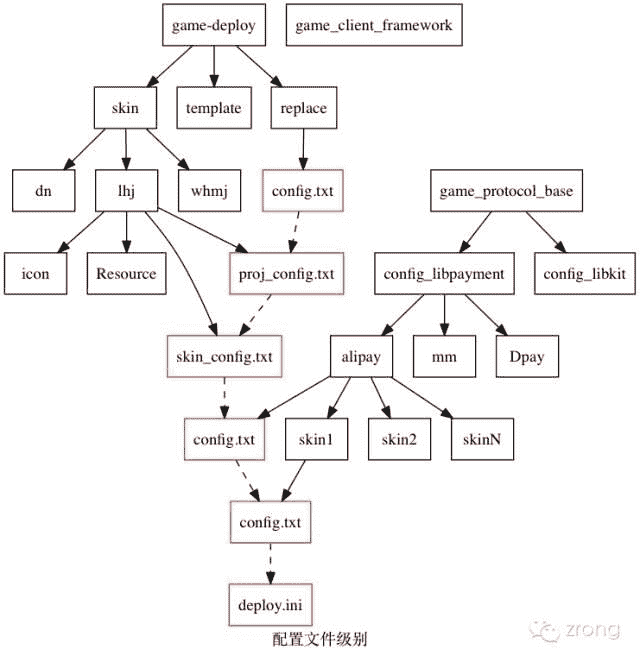 game-deploy
game_client_framework
skin
template
replace
dn
lhj
whmj
config.txt
game_protocol_base
icon
Resource
proj_config.txt
config_libpayment
config_libkit
skin_config.txt
alipay
mm
Dpay
config.txt
skin1
skin2
skinN
config.txt
deploy.ini
配置文件级别
zrong